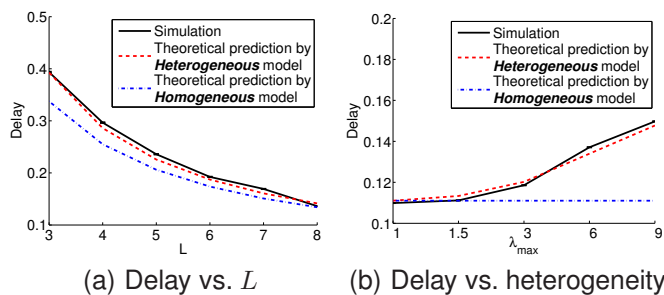 0.5
0.4
0.3
0.2
0.1
Delay
3
4
5
6
7
8
L
Simulation
Theoretical prediction by
Heterogeneous model
Theoretical prediction by
Homogeneous model
(a) Delay vs. L
0.2
0.18
0.16
0.14
0.12
0.1
Delay
1
1.5
3
6
9
λmax
Simulation
Theoretical prediction by
Heterogeneous model
Theoretical prediction by
Homogeneous model
(b) Delay vs. heterogeneity